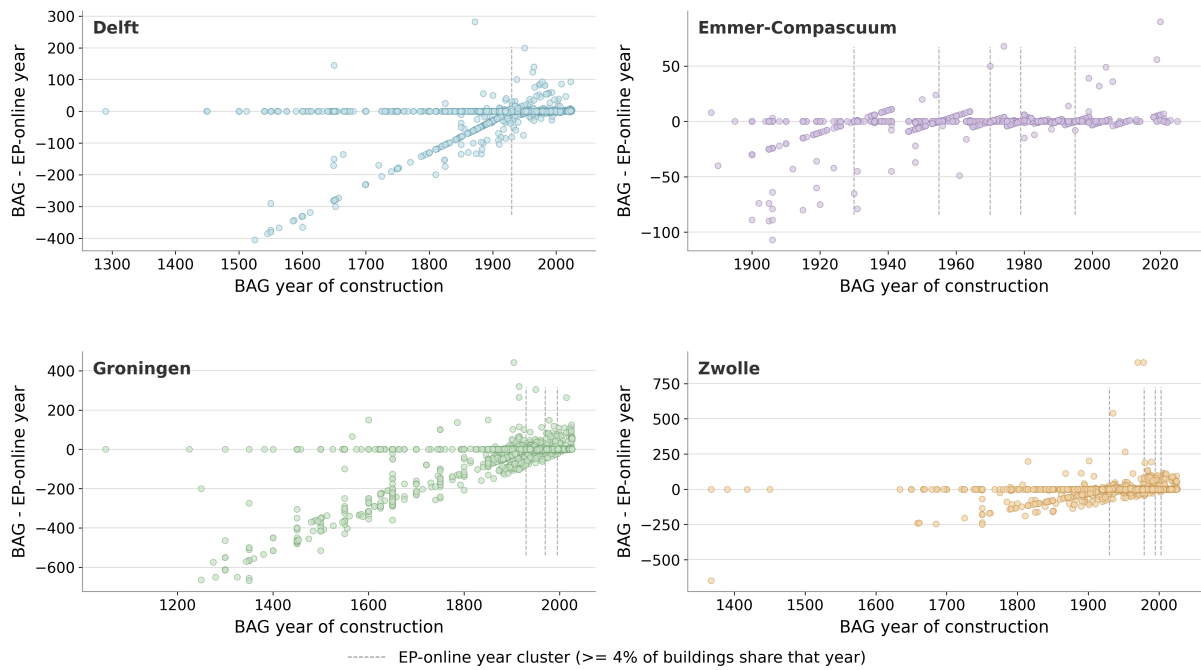 Delft
BAG - EP-online year
300
200
100
0
−100
−200
−300
−400
1300 1400 1500 1600 1700 1800 1900 2000
BAG year of construction
Emmer-Compascuum
BAG - EP-online year
50
0
−50
−100
1900 1920 1940 1960 1980 2000 2020
BAG year of construction
Groningen
BAG - EP-online year
400
200
0
−200
−400
−600
1200 1400 1600 1800 2000
BAG year of construction
Zwolle
BAG - EP-online year
750
500
250
0
−250
−500
1400 1500 1600 1700 1800 1900 2000
BAG year of construction
EP-online year cluster (>= 4% of buildings share that year)